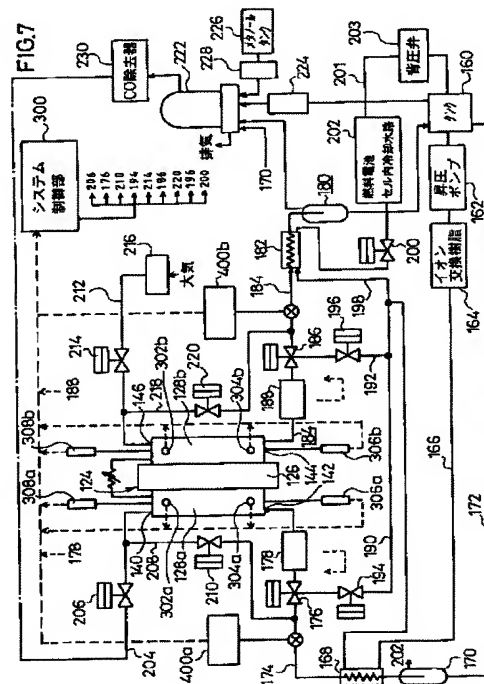 FIG.7
300
システム
制御部
206
176
210
194
214
186
220
196
200
230
CO除去器
222
226
メタノール
タンク
228
排気
170
224
203
背圧弁
201
202
燃料電池
セル内冷却水路
160
タンク
昇圧
ポンプ
162
イオン
交換樹脂
164
200
180
182
184
198
196
186
192
188
184
400b
216
大気
212
214
302b
220
304b
218
128b
146
188
308b
306b
124
126
144
142
308a
306a
178
140
208
128a
302a
304a
210
206
204
178
176
194
190
400a
174
168
202
170
166
172